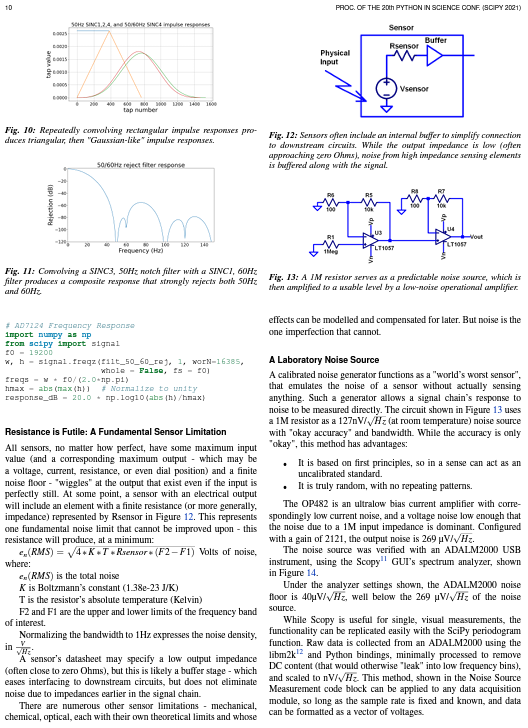 10
PROC. OF THE 20th PYTHON IN SCIENCE CONF. (SCIPY 2021)
50Hz SINC1,2,4, and 50/60Hz SINC4 impulse responses
tap value
0.0025
0.0020
0.0015
0.0010
0.0005
0.0000
0 200 400 600 800 1000 1200 1400 1600
tap number
Fig. 10: Repeatedly convolving rectangular impulse responses pro-
duces triangular, then "Gaussian-like" impulse responses.
50/60Hz reject filter response
Rejection (dB)
0
−20
−40
−60
−80
−100
−120
20 40 60 80 100 120 140
Frequency (Hz)
Fig. 11: Convolving a SINC3, 50Hz notch filter with a SINC1, 60Hz
filter produces a composite response that strongly rejects both 50Hz
and 60Hz.
# AD7124 Frequency Response
import numpy as np
from scipy import signal
f0 = 19200
w, h = signal.freqz(filt_50_60_rej, 1, worN=16385,
whole = False, fs = f0)
freqs = w * f0/(2.0*np.pi)
hmax = abs(max(h)) # Normalize to unity
response_dB = 20.0 * np.log10(abs(h)/hmax)
Resistance is Futile: A Fundamental Sensor Limitation
All sensors, no matter how perfect, have some maximum input
value (and a corresponding maximum output - which may be
a voltage, current, resistance, or even dial position) and a finite
noise floor - "wiggles" at the output that exist even if the input is
perfectly still. At some point, a sensor with an electrical output
will include an element with a finite resistance (or more generally,
impedance) represented by Rsensor in Figure 12. This represents
one fundamental noise limit that cannot be improved upon - this
resistance will produce, at a minimum:
eₙ(RMS) = √(4 * K * T * Rsensor * (F2 − F1)) Volts of noise,
where:
eₙ(RMS) is the total noise
K is Boltzmann's constant (1.38e-23 J/K)
T is the resistor's absolute temperature (Kelvin)
F2 and F1 are the upper and lower limits of the frequency band
of interest.
Normalizing the bandwidth to 1Hz expresses the noise density,
in V/√Hz.
A sensor's datasheet may specify a low output impedance
(often close to zero Ohms), but this is likely a buffer stage - which
eases interfacing to downstream circuits, but does not eliminate
noise due to impedances earlier in the signal chain.
There are numerous other sensor limitations - mechanical,
chemical, optical, each with their own theoretical limits and whose
Sensor
Buffer
Rsensor
Physical
Input
Vsensor
Fig. 12: Sensors often include an internal buffer to simplify connection
to downstream circuits. While the output impedance is low (often
approaching zero Ohms), noise from high impedance sensing elements
is buffered along with the signal.
R6
100
R5
10k
R8
100
R7
10k
R1
1Meg
Vp
U3
LT1057
Vn
Vp
U4
LT1057
Vn
Vout
Fig. 13: A 1M resistor serves as a predictable noise source, which is
then amplified to a usable level by a low-noise operational amplifier.
effects can be modelled and compensated for later. But noise is the
one imperfection that cannot.
A Laboratory Noise Source
A calibrated noise generator functions as a "world's worst sensor",
that emulates the noise of a sensor without actually sensing
anything. Such a generator allows a signal chain's response to
noise to be measured directly. The circuit shown in Figure 13 uses
a 1M resistor as a 127nV/√Hz (at room temperature) noise source
with "okay accuracy" and bandwidth. While the accuracy is only
"okay", this method has advantages:
• It is based on first principles, so in a sense can act as an
uncalibrated standard.
• It is truly random, with no repeating patterns.
The OP482 is an ultralow bias current amplifier with corre-
spondingly low current noise, and a voltage noise low enough that
the noise due to a 1M input impedance is dominant. Configured
with a gain of 2121, the output noise is 269 μV/√Hz.
The noise source was verified with an ADALM2000 USB
instrument, using the Scopy¹¹ GUI's spectrum analyzer, shown
in Figure 14.
Under the analyzer settings shown, the ADALM2000 noise
floor is 40μV/√Hz, well below the 269 μV/√Hz of the noise
source.
While Scopy is useful for single, visual measurements, the
functionality can be replicated easily with the SciPy periodogram
function. Raw data is collected from an ADALM2000 using the
libm2k¹² and Python bindings, minimally processed to remove
DC content (that would otherwise "leak" into low frequency bins),
and scaled to nV/√Hz. This method, shown in the Noise Source
Measurement code block can be applied to any data acquisition
module, so long as the sample rate is fixed and known, and data
can be formatted as a vector of voltages.